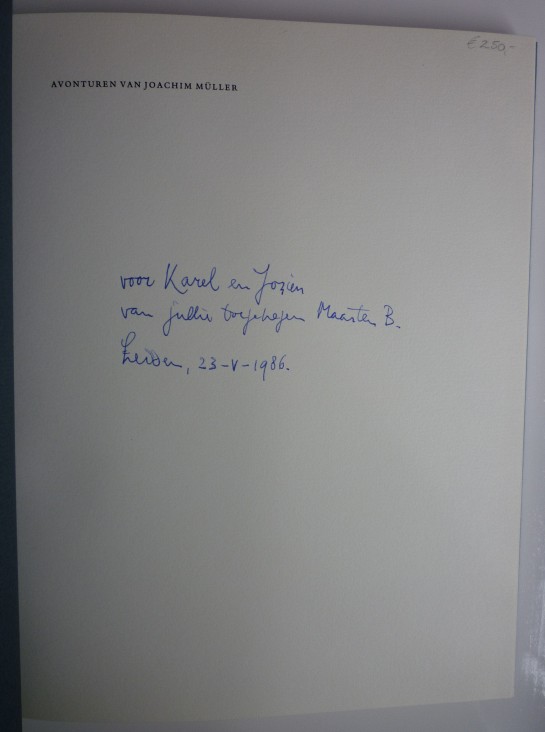 € 250,-
AVONTUREN VAN JOACHIM MÜLLER
voor Karel en Jozien
van jullie toegenegen Maarten B.
Leiden, 23-V-1986.